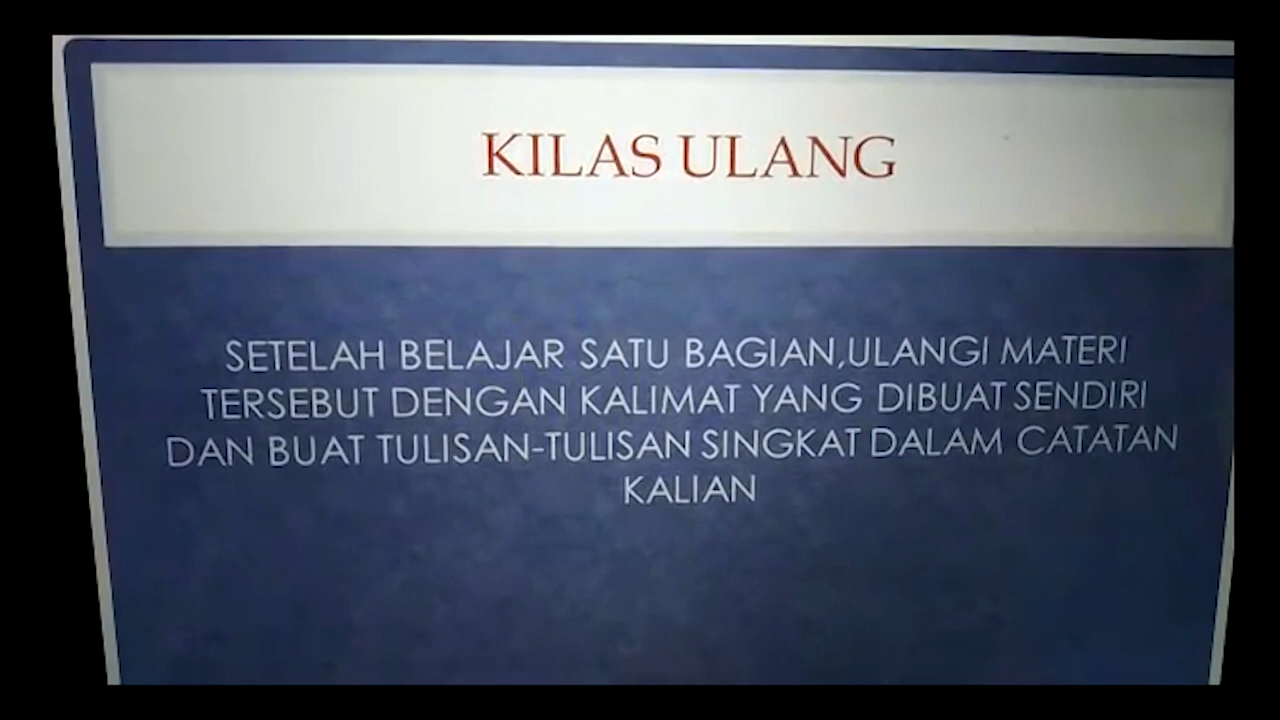 KILAS ULANG
SETELAH BELAJAR SATU BAGIAN,ULANGI MATERI
TERSEBUT DENGAN KALIMAT YANG DIBUAT SENDIRI
DAN BUAT TULISAN-TULISAN SINGKAT DALAM CATATAN
KALIAN